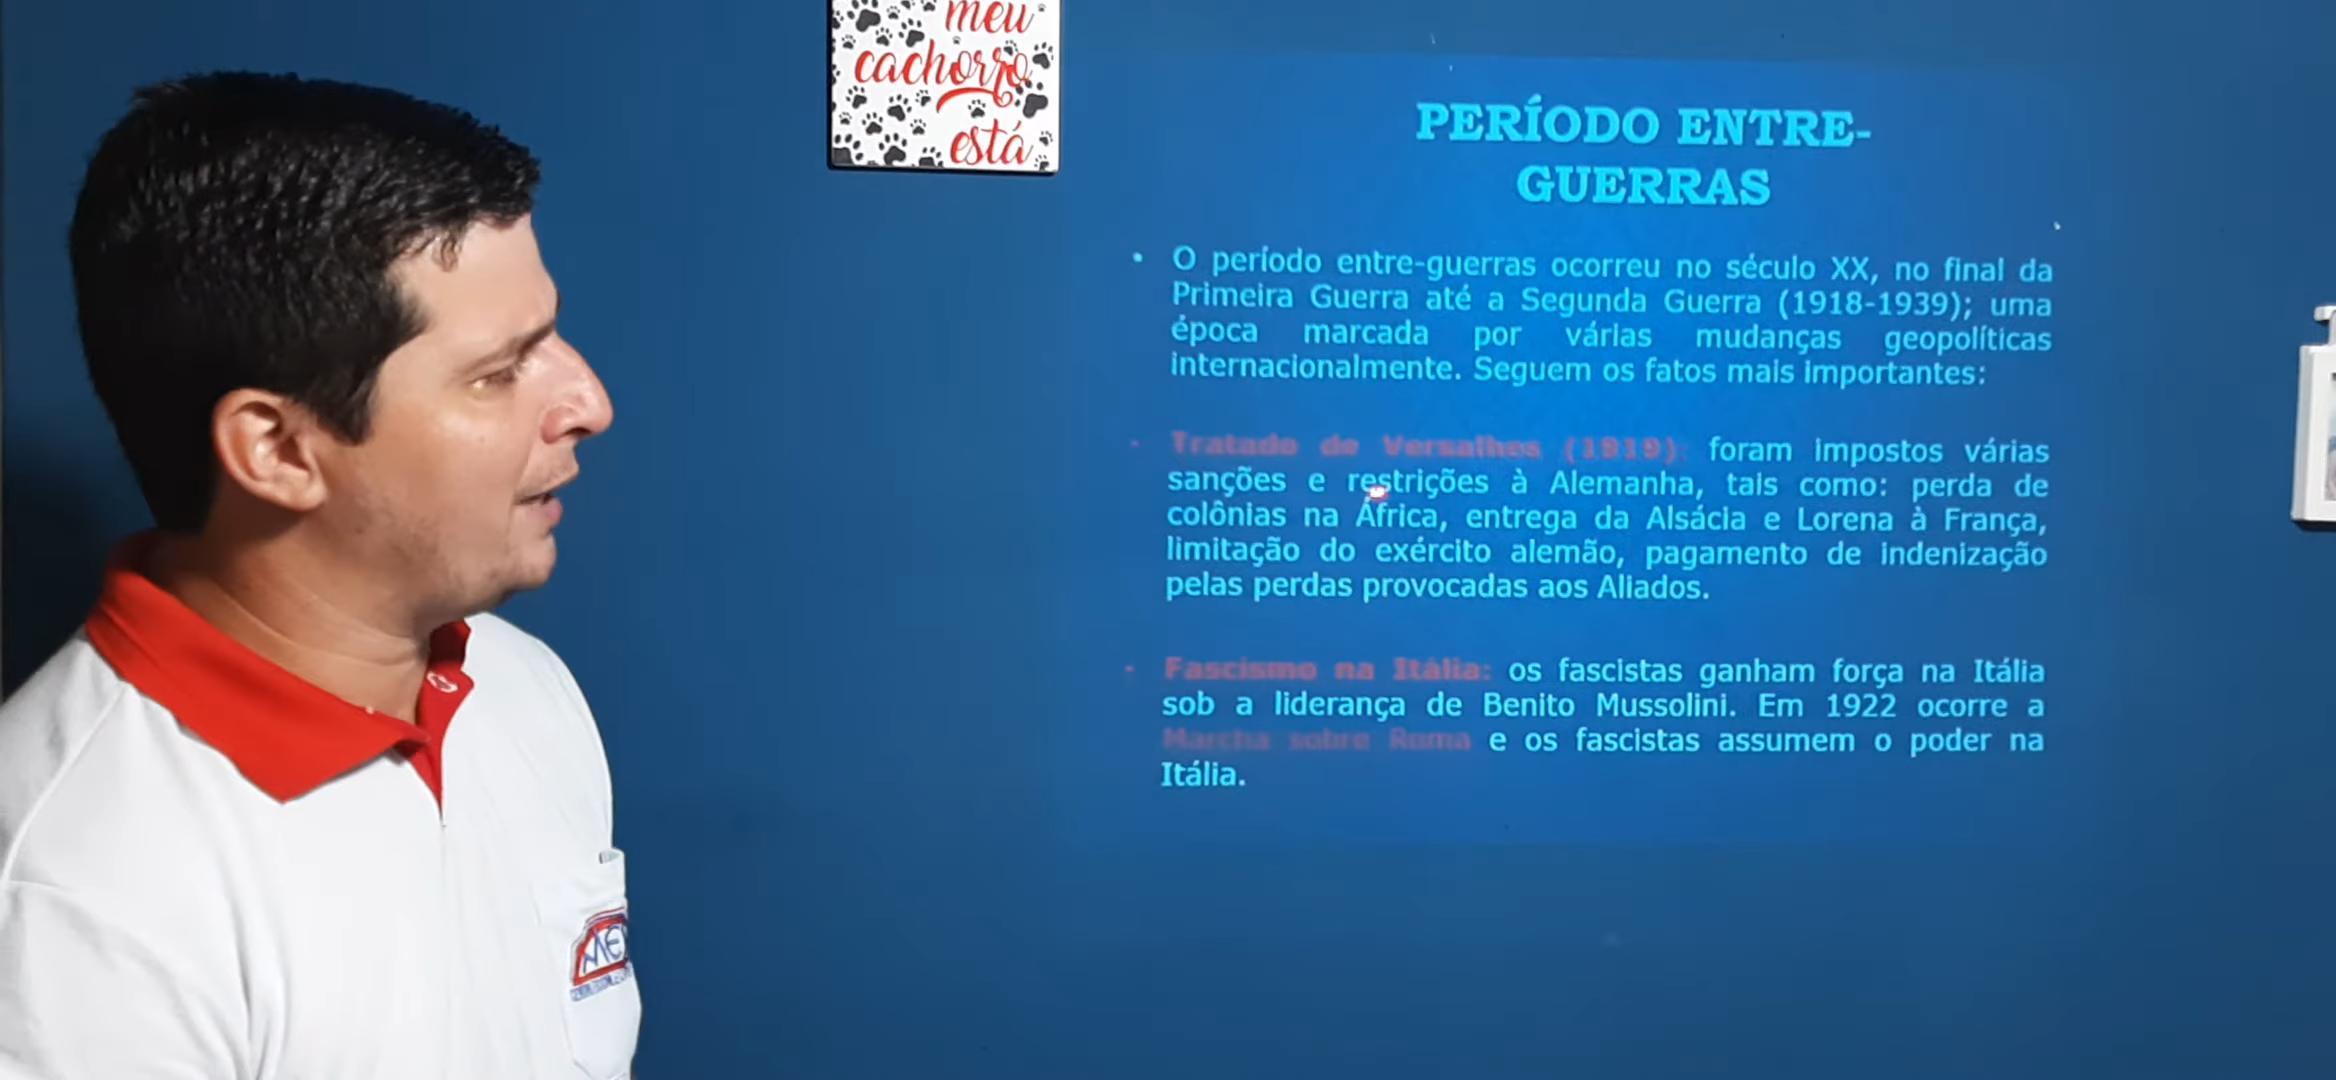 meu
cachorro
está
PERÍODO ENTRE-
GUERRAS
• O período entre-guerras ocorreu no século XX, no final da
Primeira Guerra até a Segunda Guerra (1918-1939); uma
época marcada por várias mudanças geopolíticas
internacionalmente. Seguem os fatos mais importantes:
- Tratado de Versalhes (1919): foram impostos várias
sanções e restrições à Alemanha, tais como: perda de
colônias na África, entrega da Alsácia e Lorena à França,
limitação do exército alemão, pagamento de indenização
pelas perdas provocadas aos Aliados.
- Fascismo na Itália: os fascistas ganham força na Itália
sob a liderança de Benito Mussolini. Em 1922 ocorre a
Marcha sobre Roma e os fascistas assumem o poder na
Itália.